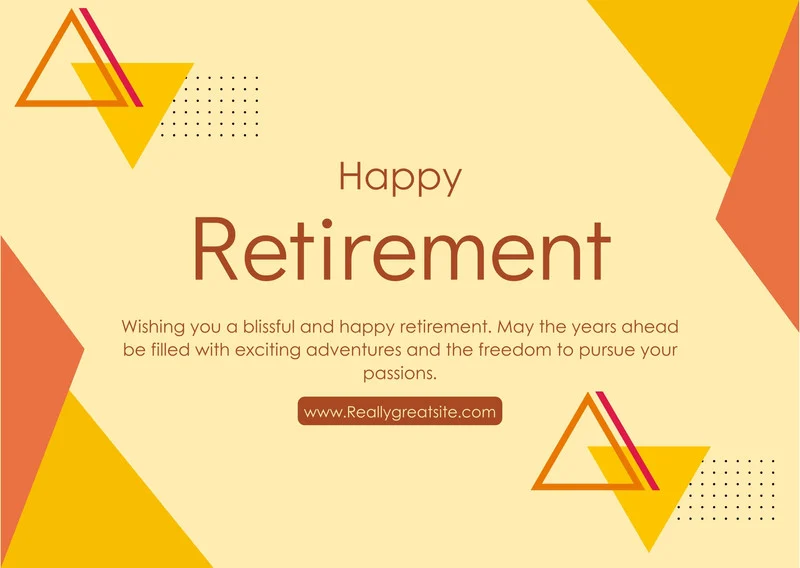 Happy
Retirement
Wishing you a blissful and happy retirement. May the years ahead
be filled with exciting adventures and the freedom to pursue your
passions.
www.Reallygreatsite.com